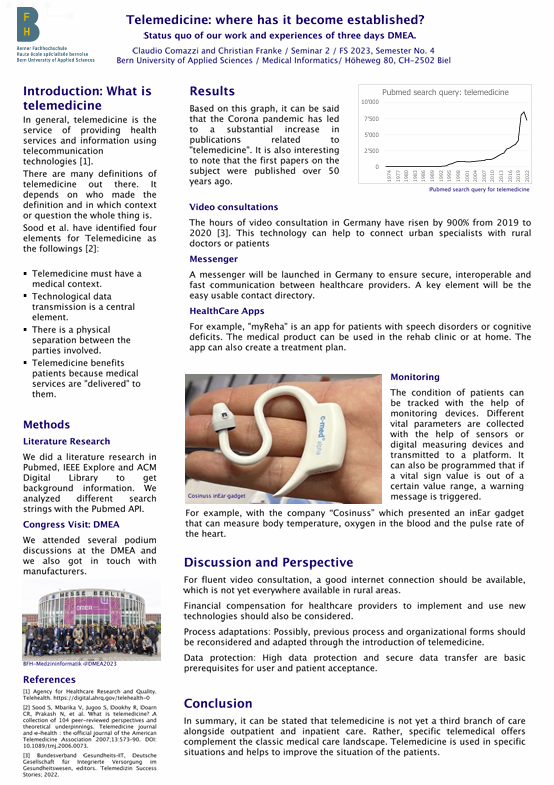 B
F
H
Berner Fachhochschule
Haute école spécialisée bernoise
Bern University of Applied Sciences
Telemedicine: where has it become established?
Status quo of our work and experiences of three days DMEA.
Claudio Comazzi and Christian Franke / Seminar 2 / FS 2023, Semester No. 4
Bern University of Applied Sciences / Medical Informatics/ Höheweg 80, CH-2502 Biel
Introduction: What is
telemedicine
In general, telemedicine is the
service of providing health
services and information using
telecommunication
technologies [1].
There are many definitions of
telemedicine out there. It
depends on who made the
definition and in which context
or question the whole thing is.
Sood et al. have identified four
elements for Telemedicine as
the followings [2]:
▪ Telemedicine must have a
medical context.
▪ Technological data
transmission is a central
element.
▪ There is a physical
separation between the
parties involved.
▪ Telemedicine benefits
patients because medical
services are "delivered" to
them.
Methods
Literature Research
We did a literature research in
Pubmed, IEEE Explore and ACM
Digital Library to get
background information. We
analyzed different search
strings with the Pubmed API.
Congress Visit: DMEA
We attended several podium
discussions at the DMEA and
we also got in touch with
manufacturers.
MESSE BERLIN
BFH-Medzininformatik @DMEA2023
References
[1] Agency for Healthcare Research and Quality.
Telehealth. https://digital.ahrq.gov/telehealth-0
[2] Sood S, Mbarika V, Jugoo S, Dookhy R, Doarn
CR, Prakash N, et al. What is telemedicine? A
collection of 104 peer-reviewed perspectives and
theoretical underpinnings. Telemedicine journal
and e-health : the official journal of the American
Telemedicine Association 2007;13:573-90. DOI:
10.1089/tmj.2006.0073.
[3] Bundesverband Gesundheits-IT, Deutsche
Gesellschaft für Integrierte Versorgung im
Gesundheitswesen, editors. Telemedizin Success
Stories; 2022.
Results
Based on this graph, it can be said
that the Corona pandemic has led
to a substantial increase in
publications related to
"telemedicine". It is also interesting
to note that the first papers on the
subject were published over 50
years ago.
Pubmed search query: telemedicine
10'000
7'500
5'000
2'500
0
1974 1977 1980 1983 1986 1989 1992 1995 1998 2001 2004 2007 2010 2013 2016 2019 2022
Pubmed search query for telemedicine
Video consultations
The hours of video consultation in Germany have risen by 900% from 2019 to
2020 [3]. This technology can help to connect urban specialists with rural
doctors or patients
Messenger
A messenger will be launched in Germany to ensure secure, interoperable and
fast communication between healthcare providers. A key element will be the
easy usable contact directory.
HealthCare Apps
For example, "myReha" is an app for patients with speech disorders or cognitive
deficits. The medical product can be used in the rehab clinic or at home. The
app can also create a treatment plan.
c-med° alpha
Cosinuss inEar gadget
Monitoring
The condition of patients can
be tracked with the help of
monitoring devices. Different
vital parameters are collected
with the help of sensors or
digital measuring devices and
transmitted to a platform. It
can also be programmed that if
a vital sign value is out of a
certain value range, a warning
message is triggered.
For example, with the company "Cosinuss" which presented an inEar gadget
that can measure body temperature, oxygen in the blood and the pulse rate of
the heart.
Discussion and Perspective
For fluent video consultation, a good internet connection should be available,
which is not yet everywhere available in rural areas.
Financial compensation for healthcare providers to implement and use new
technologies should also be considered.
Process adaptations: Possibly, previous process and organizational forms should
be reconsidered and adapted through the introduction of telemedicine.
Data protection: High data protection and secure data transfer are basic
prerequisites for user and patient acceptance.
Conclusion
In summary, it can be stated that telemedicine is not yet a third branch of care
alongside outpatient and inpatient care. Rather, specific telemedical offers
complement the classic medical care landscape. Telemedicine is used in specific
situations and helps to improve the situation of the patients.